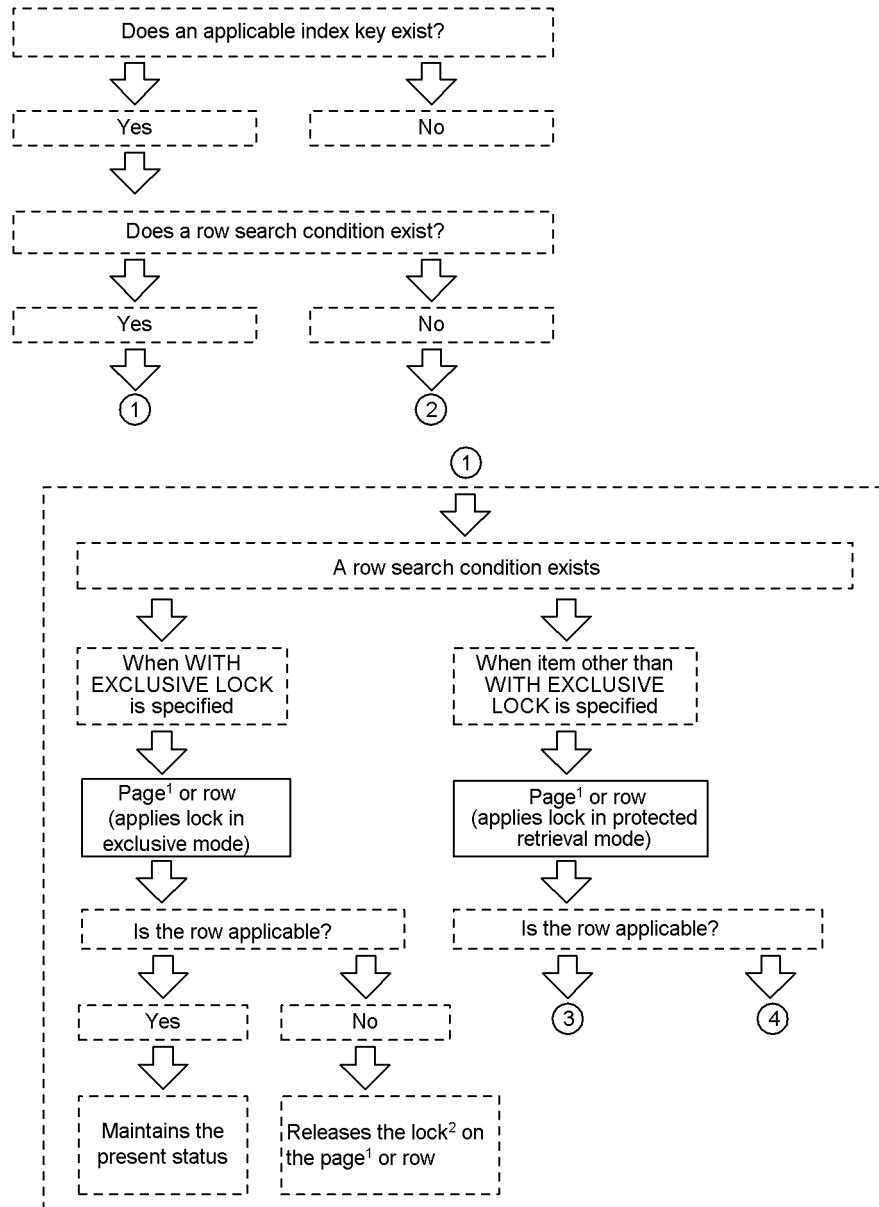 Does an applicable index key exist?
Yes
No
Does a row search condition exist?
Yes
No
1
2
1
A row search condition exists
When WITH
EXCLUSIVE LOCK
is specified
When item other than
WITH EXCLUSIVE
LOCK is specified
Page¹ or row
(applies lock in
exclusive mode)
Page¹ or row
(applies lock in protected
retrieval mode)
Is the row applicable?
Is the row applicable?
Yes
No
3
4
Maintains the
present status
Releases the lock² on
the page¹ or row